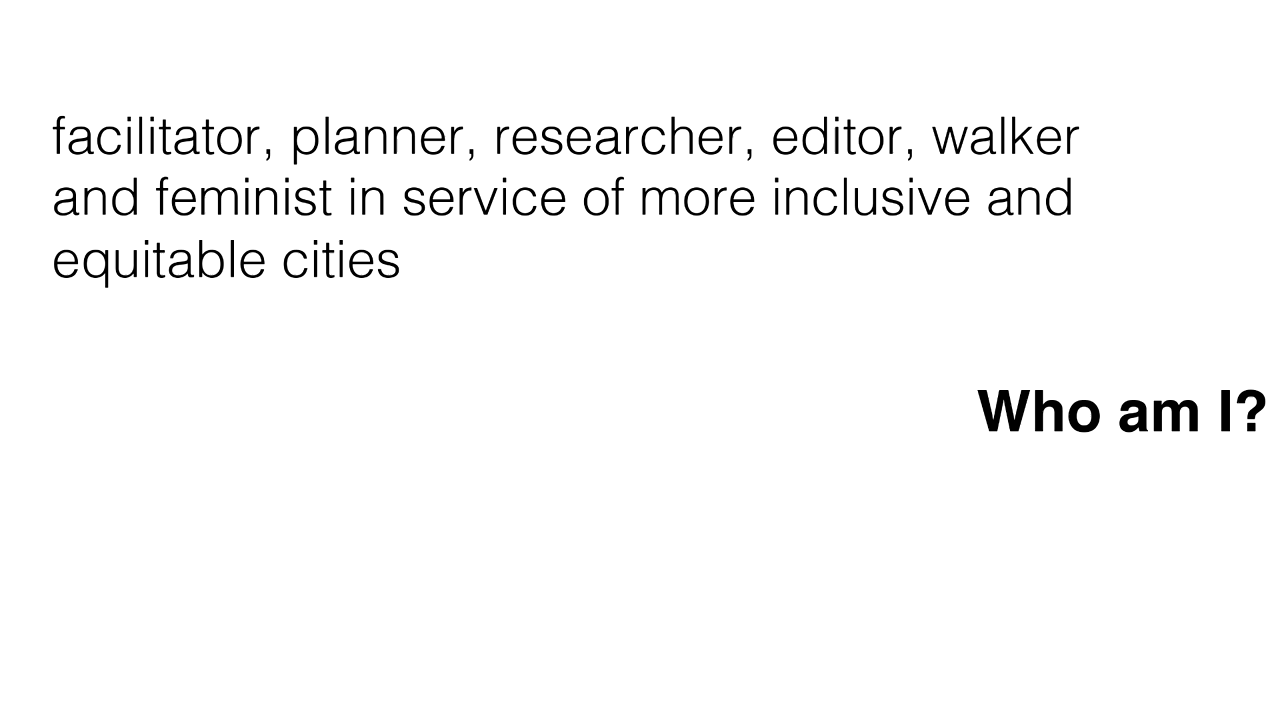 facilitator, planner, researcher, editor, walker
and feminist in service of more inclusive and
equitable cities
Who am I?